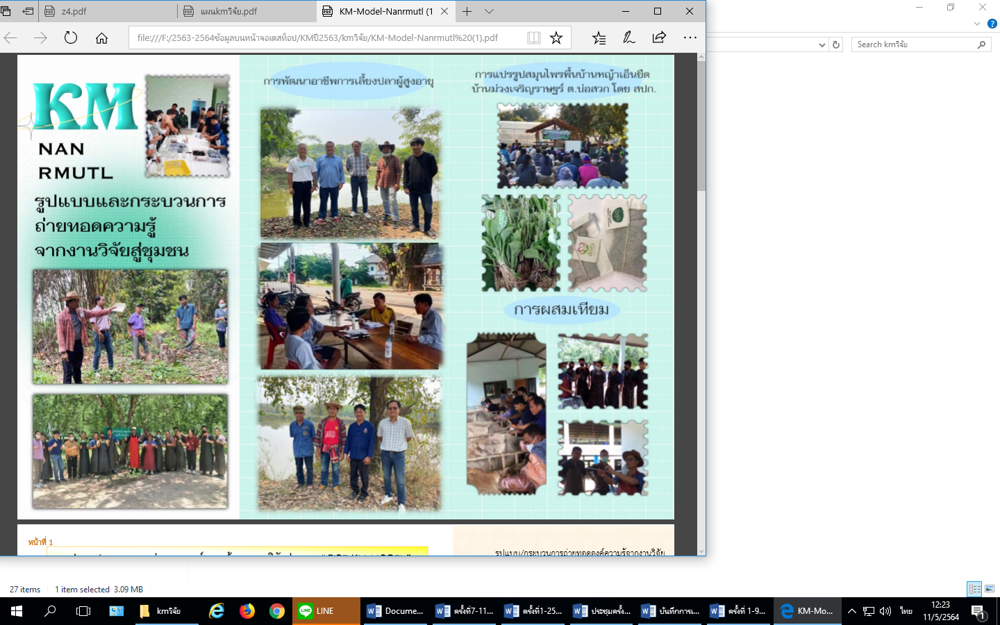 z4.pdf
แผนkmวิจัย.pdf
KM-Model-Nanrmutl (1
file:///F:/2563-2564ข้อมูลบนหน้าจอเดสก็อป/KMปี2563/kmวิจัย/KM-Model-Nanrmutl%20(1).pdf
Search kmวิจัย
KM
NAN
RMUTL
รูปแบบและกระบวนการ
ถ่ายทอดความรู้
จากงานวิจัยสู่ชุมชน
การพัฒนาอาชีพการเลี้ยงปลาผู้สูงอายุ
การแปรรูปสมุนไพรพื้นบ้านหญ้าเอ็นยืด
บ้านม่วงเจริญราษฐร์ ต.บ่อสวก โดย สปก.
การผสมเทียม
หน้าที่ 1
รูปแบบ/กระบวนการถ่ายทอดองค์ความรู้จากงานวิจัย
27 items
1 item selected 3.09 MB
kmวิจัย
LINE
Docume...
ครั้งที่7-11...
ครั้งที่1-25...
ประชุมครั้ง...
บันทึกการเ...
ครั้งที่ 1-9...
KM-Mo...
ไทย
12:23
11/5/2564
1